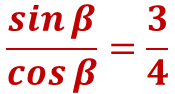 sin β / cos β = 3 / 4